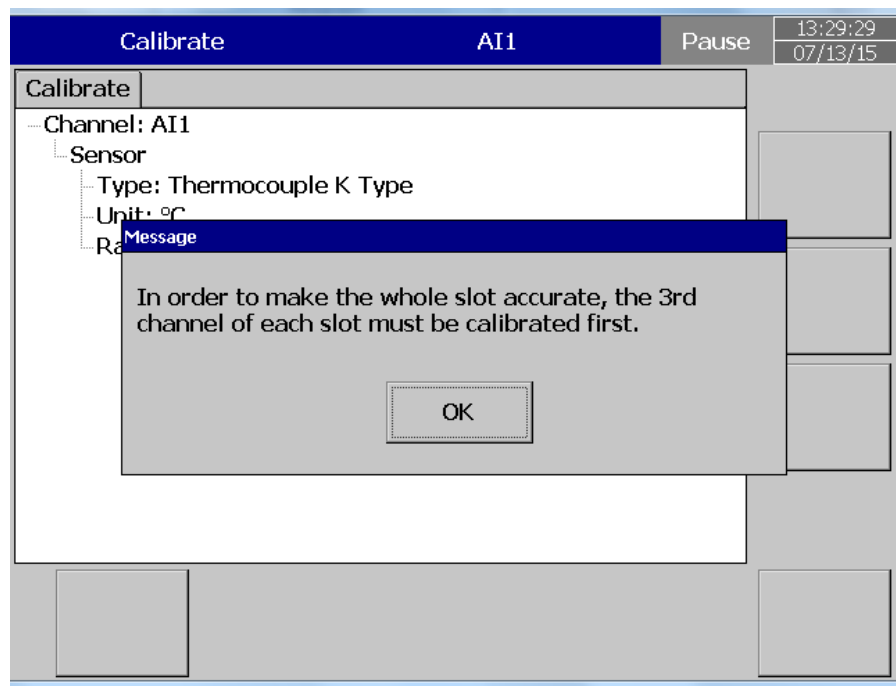 Calibrate AI1 Pause 13:29:29
07/13/15
Calibrate
Channel: AI1
Sensor
Type: Thermocouple K Type
Unit: °C
Message
In order to make the whole slot accurate, the 3rd
channel of each slot must be calibrated first.
OK